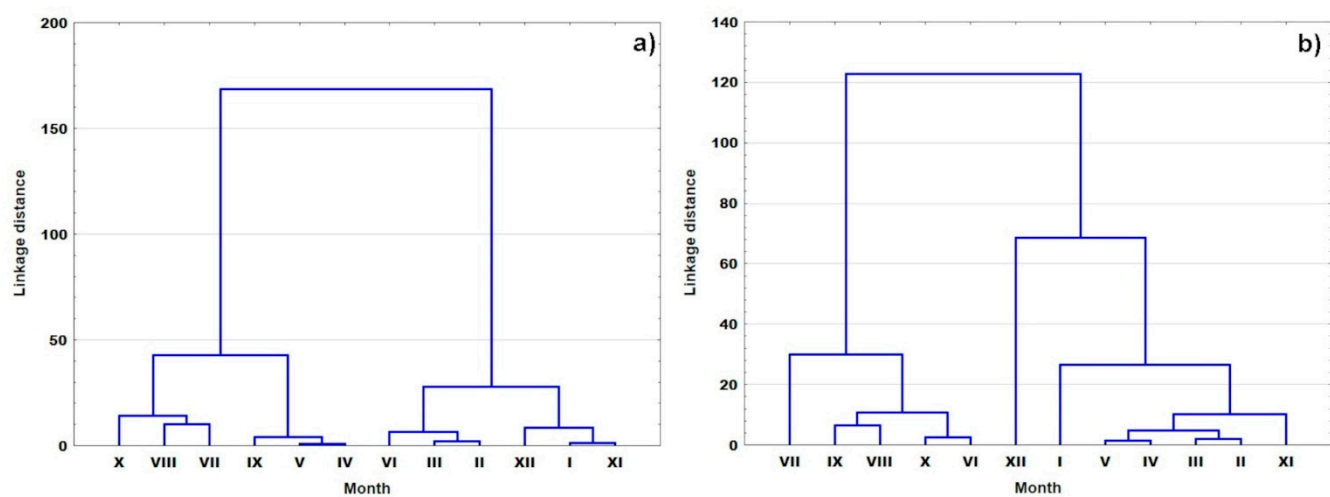 a)
200
150
100
50
0
Linkage distance
X VIII VII IX V IV VI III II XII I XI
Month
b)
140
120
100
80
60
40
20
0
Linkage distance
VII IX VIII X VI XII I V IV III II XI
Month